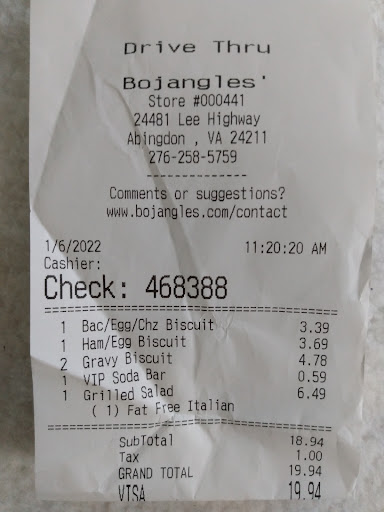 Drive Thru
Bojangles'
Store #000441
24481 Lee Highway
Abingdon , VA 24211
276-258-5759
---------------
Comments or suggestions?
www.bojangles.com/contact
1/6/2022 11:20:20 AM
Cashier:
Check: 468388
1 Bac/Egg/Chz Biscuit 3.39
1 Ham/Egg Biscuit 3.69
2 Gravy Biscuit 4.78
1 VIP Soda Bar 0.59
1 Grilled Salad 6.49
( 1) Fat Free Italian
SubTotal 18.94
Tax 1.00
GRAND TOTAL 19.94
VISA 19.94